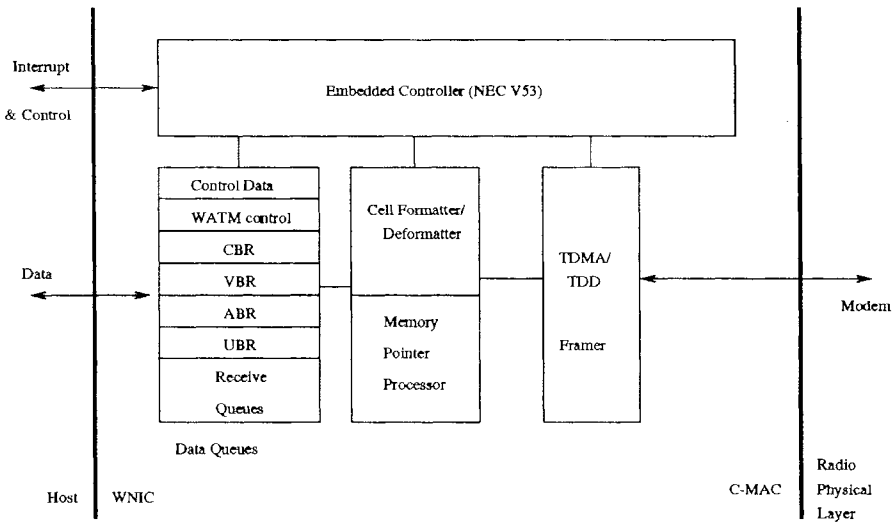 Interrupt
& Control
Embedded Controller (NEC V53)
Control Data
WATM control
CBR
VBR
ABR
UBR
Receive
Queues
Data Queues
Cell Formatter/
Deformatter
Memory
Pointer
Processor
TDMA/
TDD
Framer
Data
Modem
Host
WNIC
C-MAC
Radio
Physical
Layer